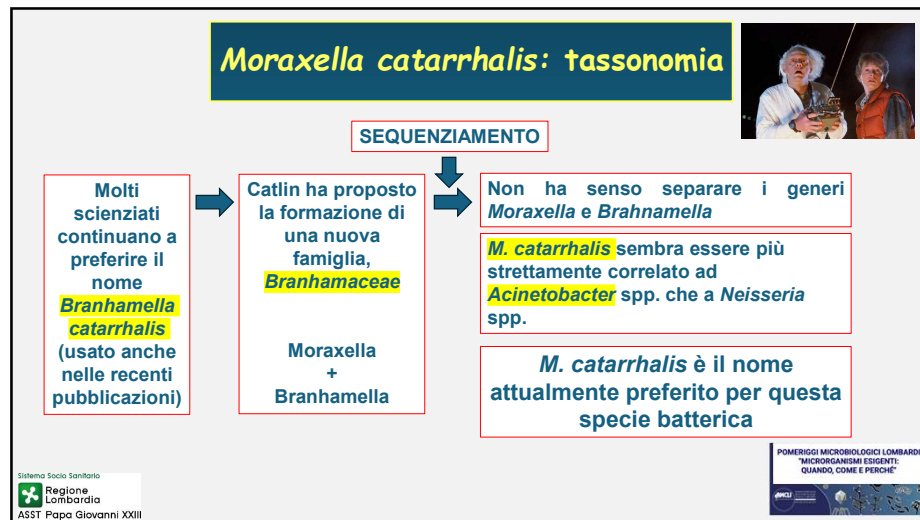 Moraxella catarrhalis: tassonomia
SEQUENZIAMENTO
Molti
scienziati
continuano a
preferire il
nome
Branhamella
catarrhalis
(usato anche
nelle recenti
pubblicazioni)
Catlin ha proposto
la formazione di
una nuova
famiglia,
Branhamaceae
Moraxella
+
Branhamella
Non ha senso separare i generi
Moraxella e Brahnamella
M. catarrhalis sembra essere più
strettamente correlato ad
Acinetobacter spp. che a Neisseria
spp.
M. catarrhalis è il nome
attualmente preferito per questa
specie batterica
Sistema Socio Sanitario
Regione
Lombardia
ASST Papa Giovanni XXIII
POMERIGGI MICROBIOLOGICI LOMBARDI
"MICRORGANISMI ESIGENTI:
QUANDO, COME E PERCHÉ"
AMCLI